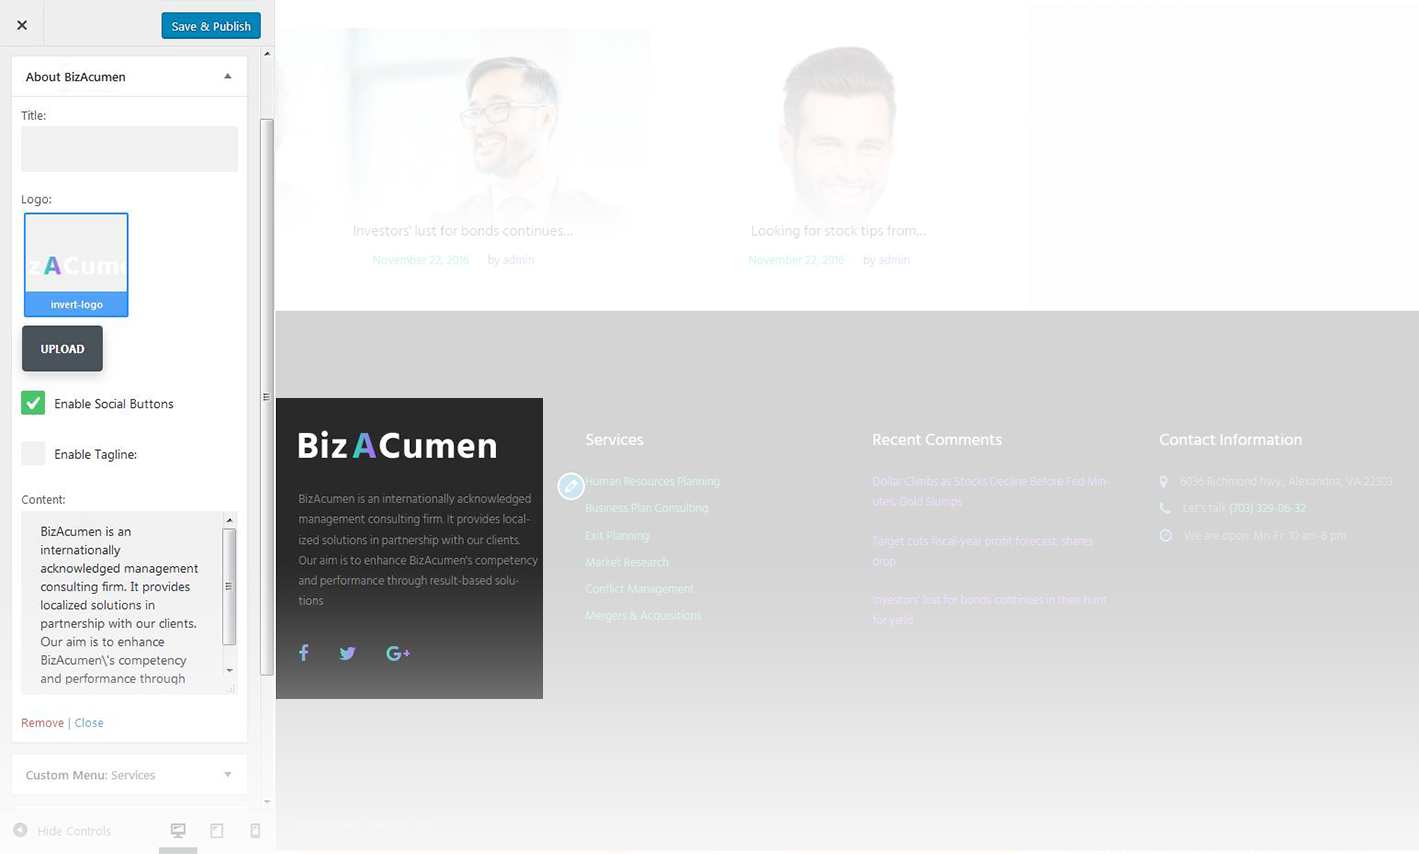 Save & Publish
About BizAcumen
Title:
Logo:
zACume
invert-logo
UPLOAD
Enable Social Buttons
Enable Tagline:
Content:
BizAcumen is an
internationally
acknowledged management
consulting firm. It provides
localized solutions in
partnership with our clients.
Our aim is to enhance
BizAcumen\'s competency
and performance through
Remove | Close
Custom Menu: Services
Hide Controls
Investors' lust for bonds continues...
November 22, 2016 by admin
Looking for stock tips from...
November 22, 2016 by admin
BizACumen
BizAcumen is an internationally acknowledged
management consulting firm. It provides local-
ized solutions in partnership with our clients.
Our aim is to enhance BizAcumen's competency
and performance through result-based solu-
tions
Services
Human Resources Planning
Business Plan Consulting
Exit Planning
Market Research
Conflict Management
Mergers & Acquisitions
Recent Comments
Dollar Climbs as Stocks Decline Before Fed Min-
utes; Gold Slumps
Target cuts fiscal-year profit forecast, shares
drop
Investors' lust for bonds continues in their hunt
for yield
Contact Information
6036 Richmond hwy., Alexandria, VA 22303
Let's talk (703) 329-06-32
We are open: Mn-Fr: 10 am-8 pm